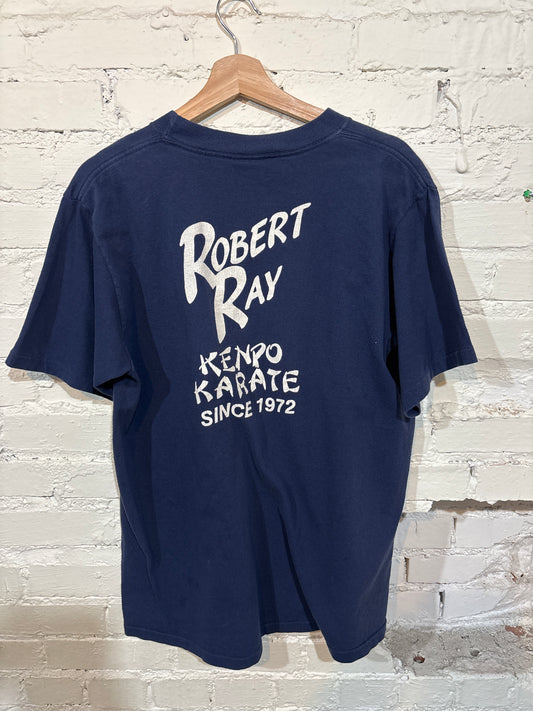 ROBERT
RAY
KENPO
KARATE
SINCE 1972